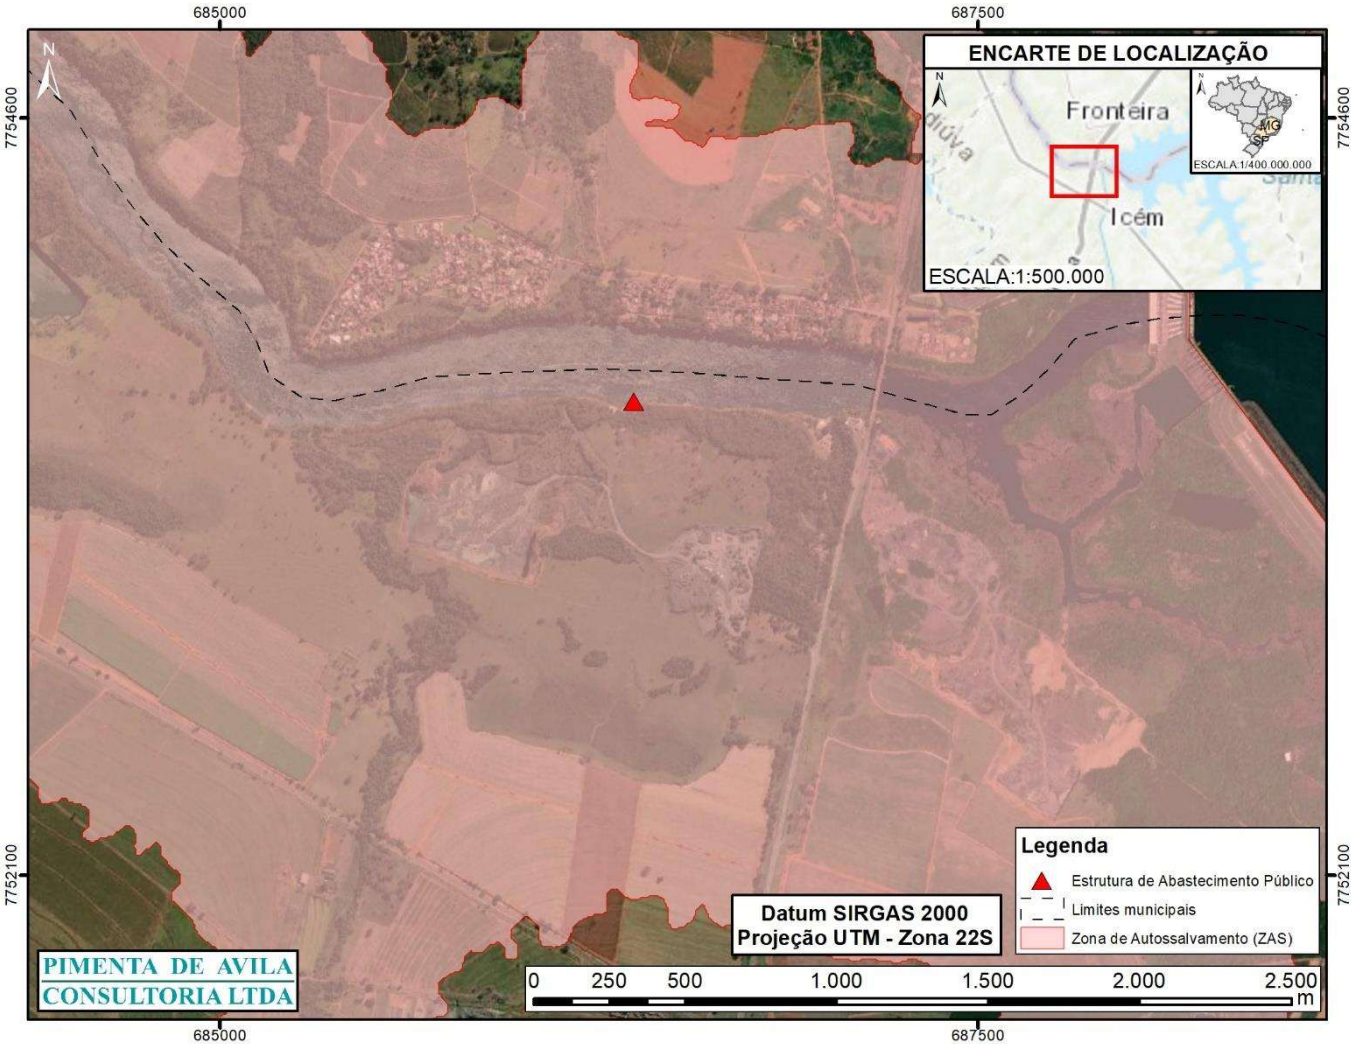 685000
687500
7754600
7754600
N
ENCARTE DE LOCALIZAÇÃO
N
Fronteira
diúva
Icém
ESCALA:1:500.000
N
MG
SP
ESCALA:1/400.000.000
Legenda
Estrutura de Abastecimento Público
Limites municipais
Zona de Autossalvamento (ZAS)
7752100
7752100
Datum SIRGAS 2000
Projeção UTM - Zona 22S
PIMENTA DE AVILA
CONSULTORIA LTDA
0 250 500 1.000 1.500 2.000 2.500
m
685000
687500